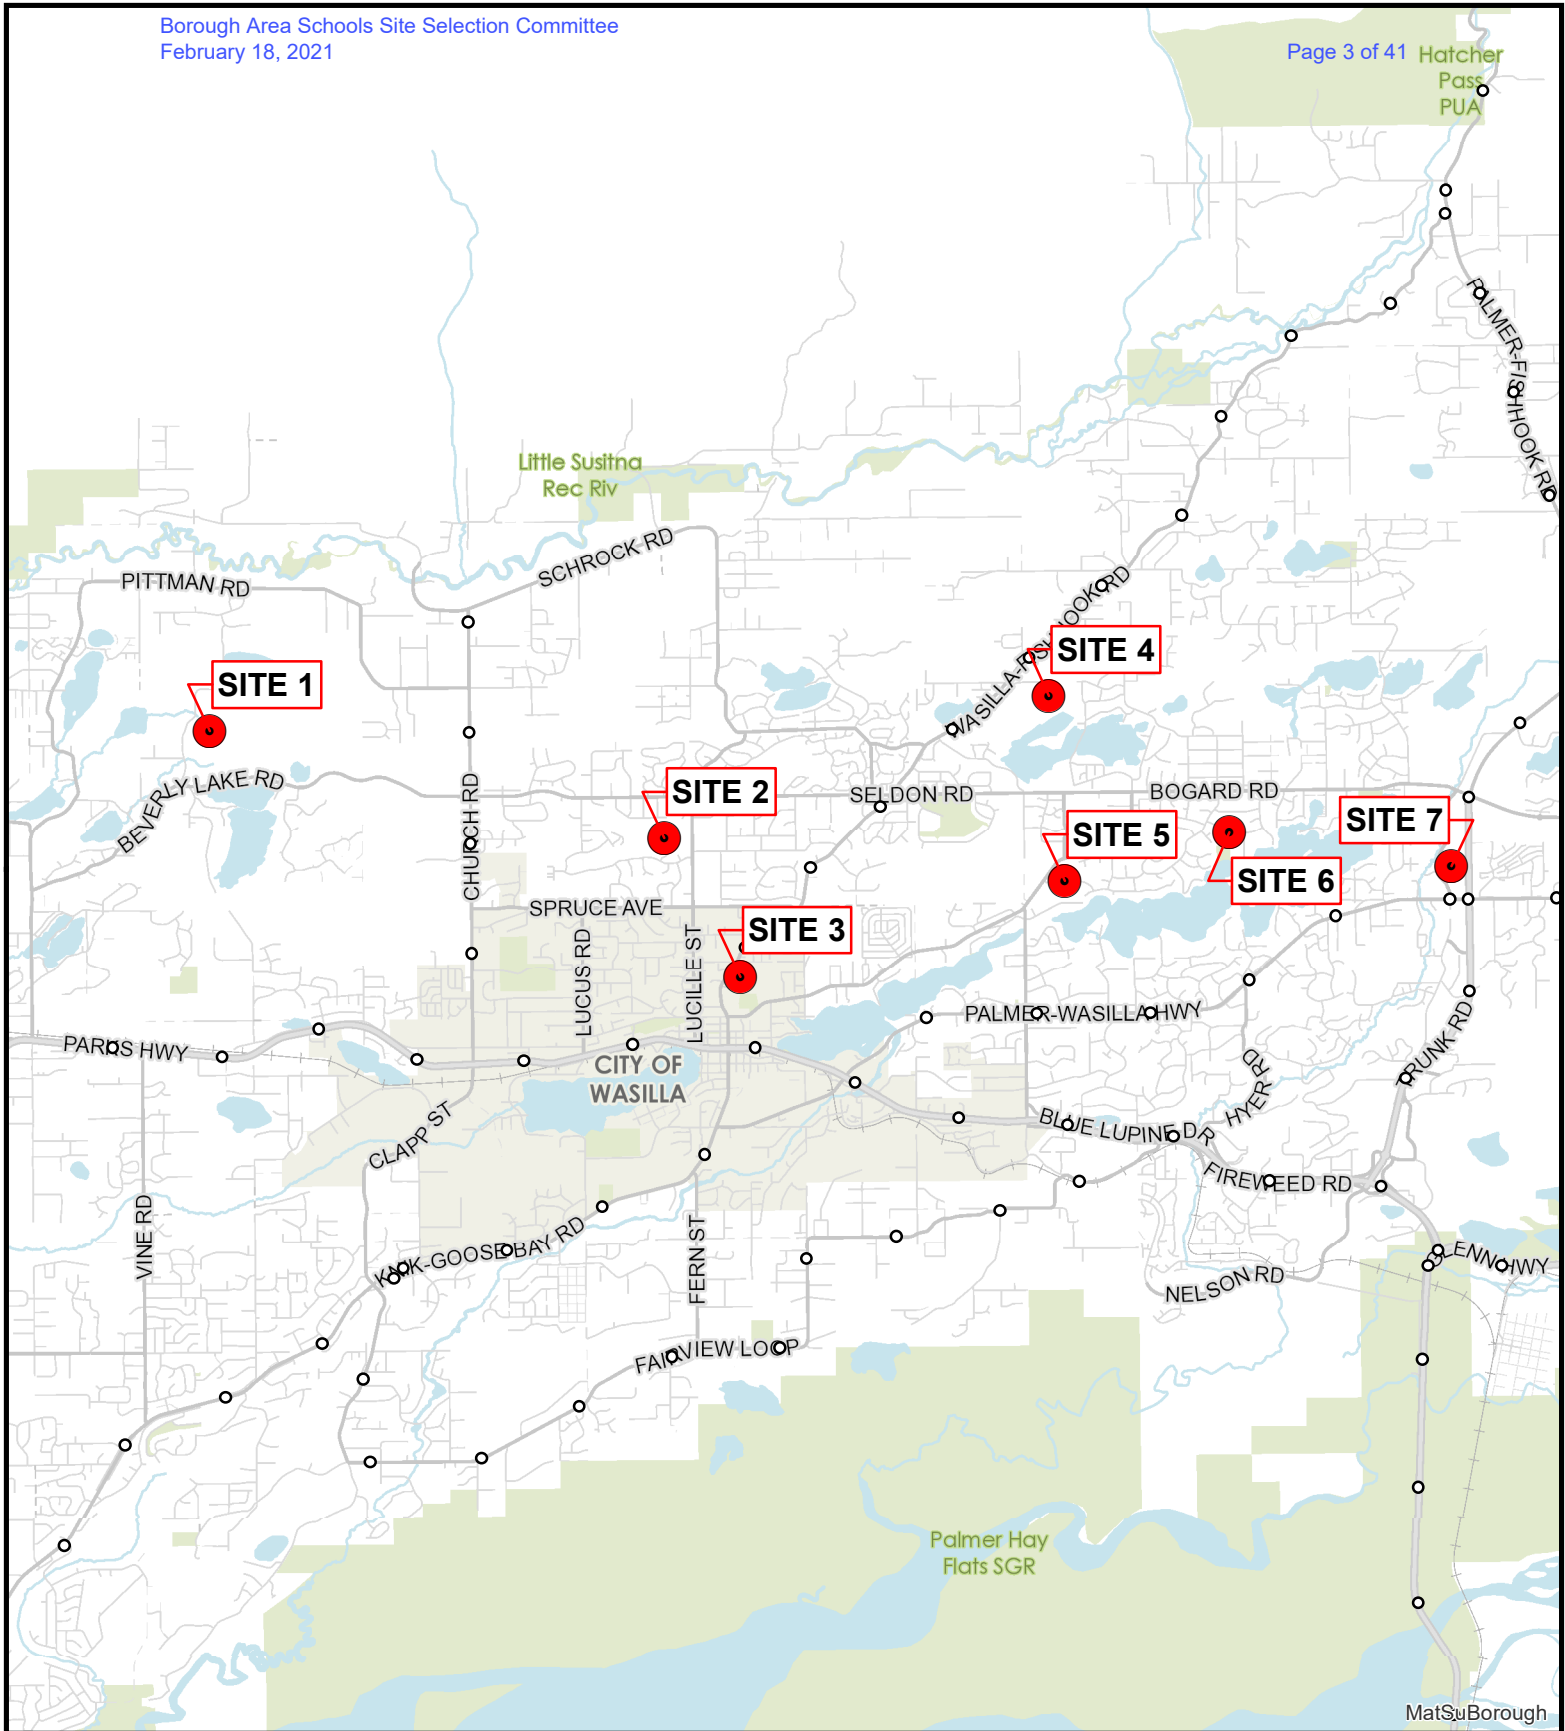 Borough Area Schools Site Selection Committee
February 18, 2021
Page 3 of 41
Hatcher
Pass
PUA
PALMER-FISHHOOK RD
Little Susitna
Rec Riv
SCHROCK RD
PITTMAN RD
WASILLA-FISHHOOK RD
SITE 4
SITE 1
BEVERLY LAKE RD
CHURCH RD
SITE 2
SELDON RD
BOGARD RD
SITE 5
SITE 7
SITE 6
SPRUCE AVE
SITE 3
LUCUS RD
LUCILLE ST
PALMER-WASILLA HWY
PARKS HWY
CITY OF
WASILLA
TRUNK RD
HYER RD
CLAPP ST
BLUE LUPINE DR
FIREWEED RD
VINE RD
KNIK-GOOSE BAY RD
FERN ST
GLENN HWY
NELSON RD
FAIRVIEW LOOP
Palmer Hay
Flats SGR
MatSuBorough